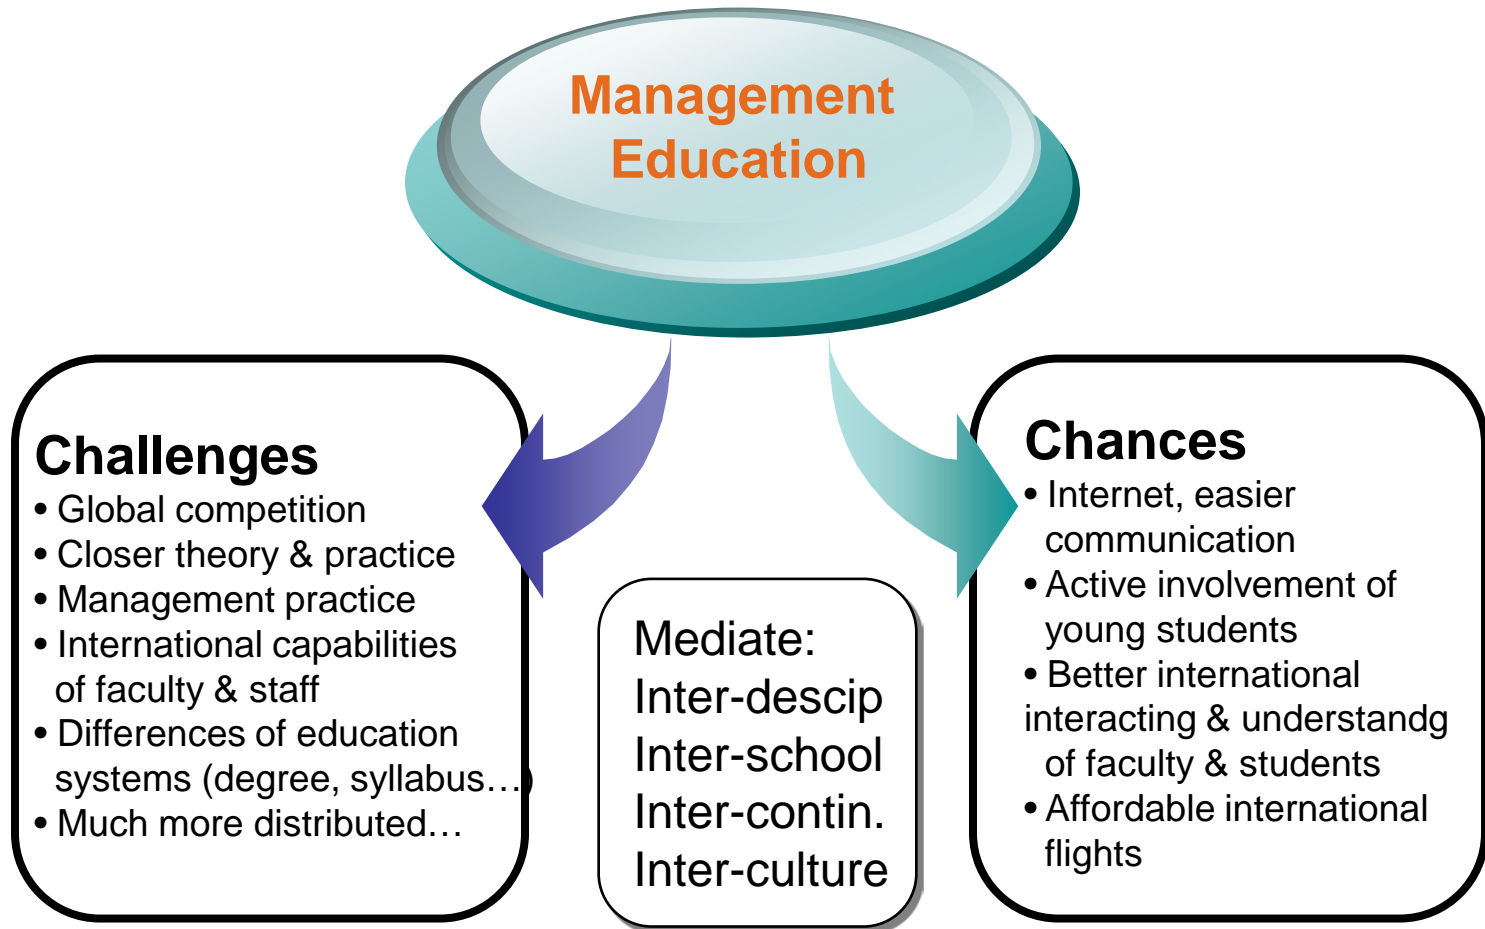 Management
Education
Challenges
• Global competition
• Closer theory & practice
• Management practice
• International capabilities
of faculty & staff
• Differences of education
systems (degree, syllabus…)
• Much more distributed…
Mediate:
Inter-descip
Inter-school
Inter-contin.
Inter-culture
Chances
• Internet, easier
communication
• Active involvement of
young students
• Better international
interacting & understandg
of faculty & students
• Affordable international
flights